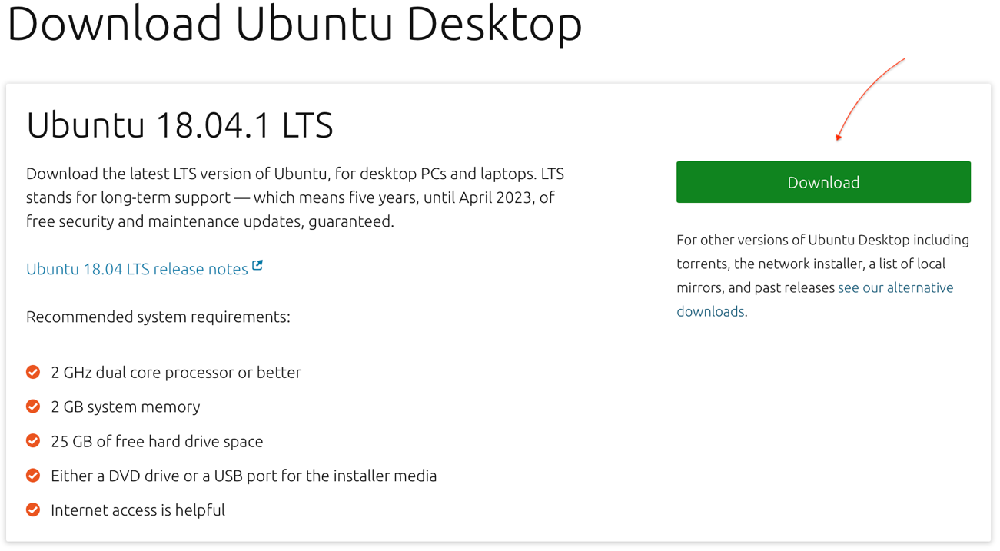 Download Ubuntu Desktop
Ubuntu 18.04.1 LTS
Download the latest LTS version of Ubuntu, for desktop PCs and laptops. LTS
stands for long-term support — which means five years, until April 2023, of
free security and maintenance updates, guaranteed.
Ubuntu 18.04 LTS release notes
Recommended system requirements:
2 GHz dual core processor or better
2 GB system memory
25 GB of free hard drive space
Either a DVD drive or a USB port for the installer media
Internet access is helpful
Download
For other versions of Ubuntu Desktop including
torrents, the network installer, a list of local
mirrors, and past releases see our alternative
downloads.